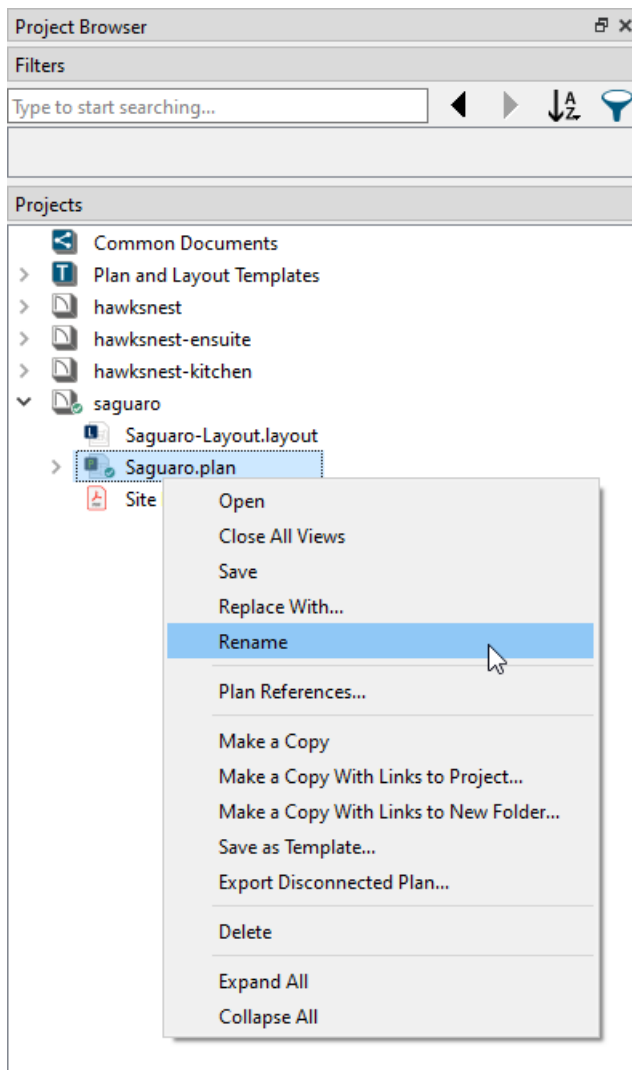 Project Browser
Filters
Type to start searching...
Projects
Common Documents
Plan and Layout Templates
hawksnest
hawksnest-ensuite
hawksnest-kitchen
saguaro
Saguaro-Layout.layout
Saguaro.plan
Site
Open
Close All Views
Save
Replace With...
Rename
Plan References...
Make a Copy
Make a Copy With Links to Project...
Make a Copy With Links to New Folder...
Save as Template...
Export Disconnected Plan...
Delete
Expand All
Collapse All